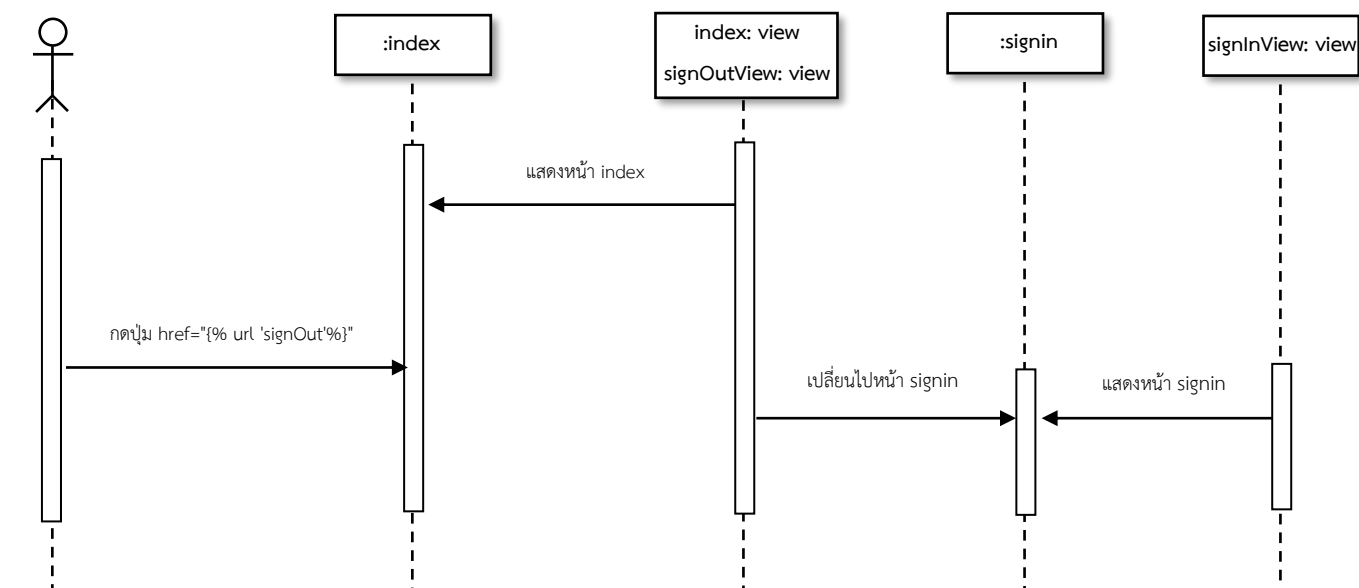 :index
index: view
signOutView: view
:signin
signInView: view
แสดงหน้า index
กดปุ่ม href="{% url 'signOut'%}"
เปลี่ยนไปหน้า signin
แสดงหน้า signin